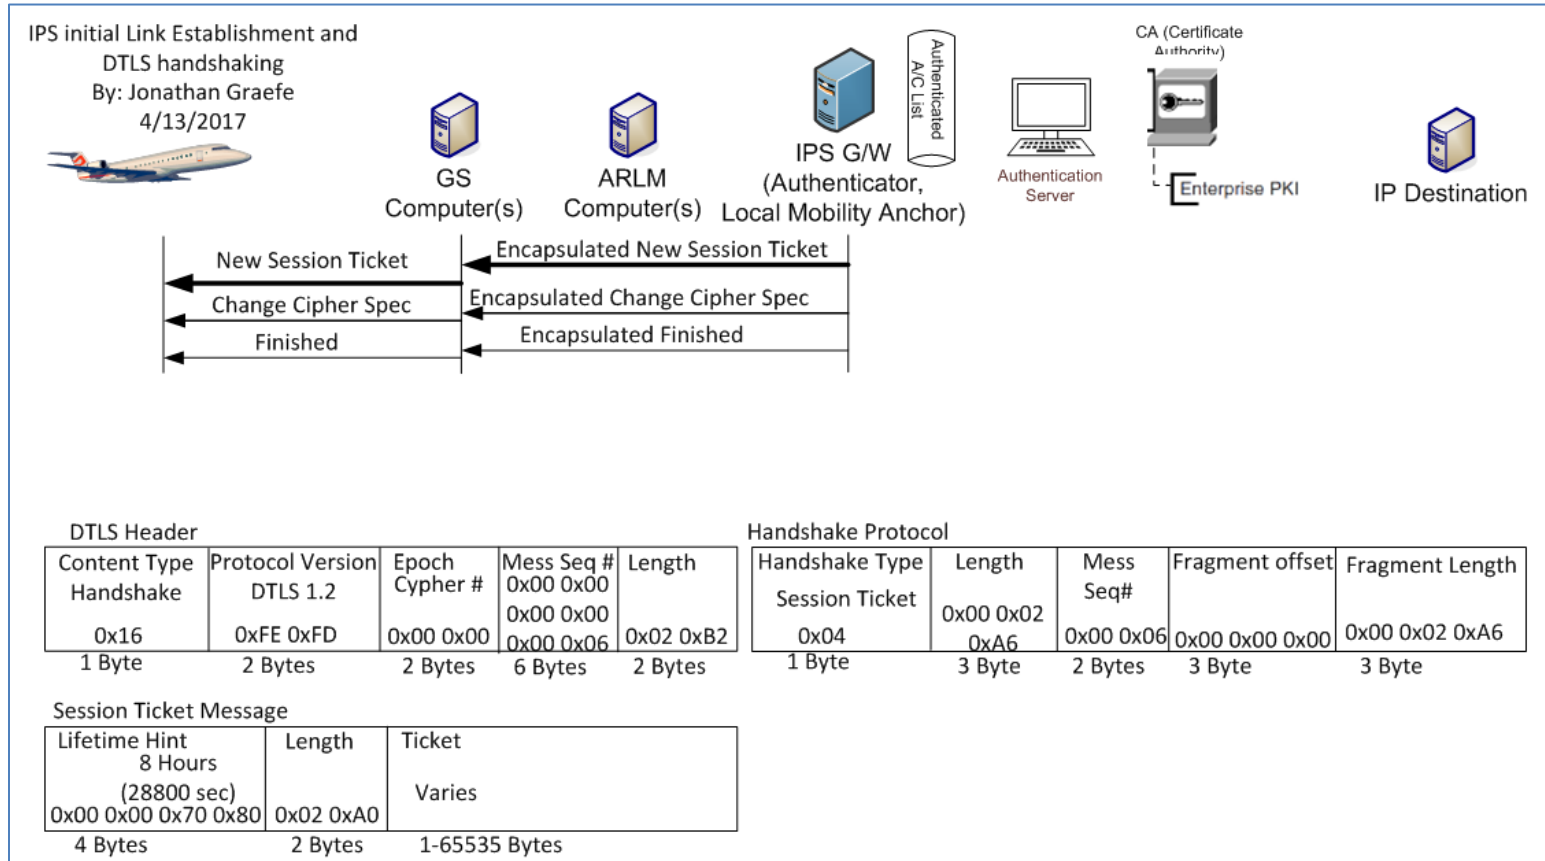 IPS initial Link Establishment and
DTLS handshaking
By: Jonathan Graefe
4/13/2017
GS
Computer(s)
ARLM
Computer(s)
IPS G/W
(Authenticator,
Local Mobility Anchor)
Authenticated
A/C List
Authentication
Server
CA (Certificate
Authority)
Enterprise PKI
IP Destination
New Session Ticket
Encapsulated New Session Ticket
Change Cipher Spec
Encapsulated Change Cipher Spec
Finished
Encapsulated Finished
DTLS Header
Content Type
Handshake
0x16
1 Byte
Protocol Version
DTLS 1.2
0xFE 0xFD
2 Bytes
Epoch
Cypher #
0x00 0x00
2 Bytes
Mess Seq #
0x00 0x00
0x00 0x00
0x00 0x06
6 Bytes
Length
0x02 0xB2
2 Bytes
Handshake Protocol
Handshake Type
Session Ticket
0x04
1 Byte
Length
0x00 0x02
0xA6
3 Byte
Mess
Seq#
0x00 0x06
2 Bytes
Fragment offset
0x00 0x00 0x00
3 Byte
Fragment Length
0x00 0x02 0xA6
3 Byte
Session Ticket Message
Lifetime Hint
8 Hours
(28800 sec)
0x00 0x00 0x70 0x80
4 Bytes
Length
0x02 0xA0
2 Bytes
Ticket
Varies
1-65535 Bytes